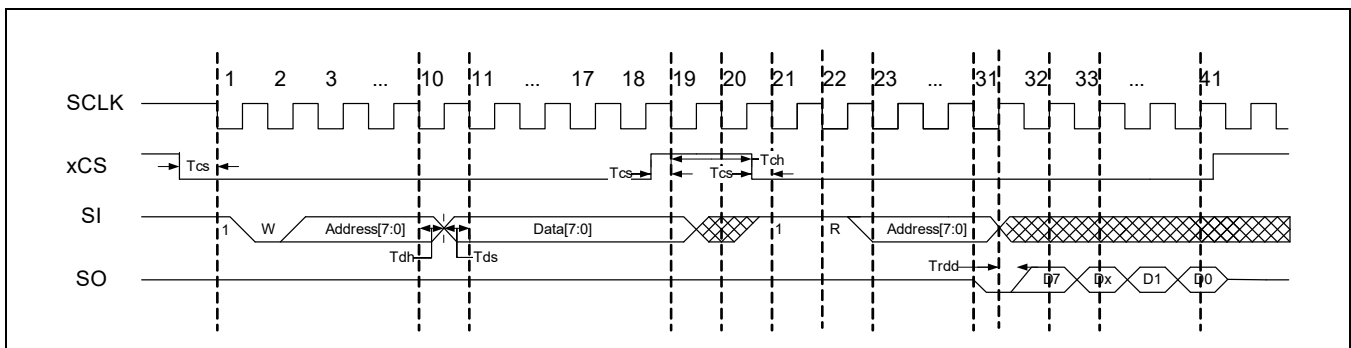 1 2 3 ... 10 11 ... 17 18 19 20 21 22 23 ... 31 32 33 ... 41
SCLK
xCS Tcs Tcs Tcs Tch
SI 1 W Address[7:0] Data[7:0] 1 R Address[7:0]
Tdh Tds Trdd
SO D7 Dx D1 D0